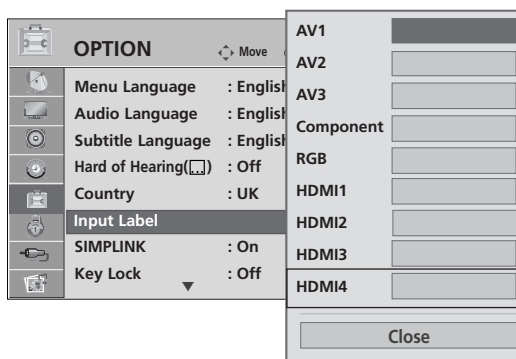 OPTION
Move
Menu Language : English
Audio Language : English
Subtitle Language : English
Hard of Hearing( ) : Off
Country : UK
Input Label
SIMPLINK : On
Key Lock : Off
AV1
AV2
AV3
Component
RGB
HDMI1
HDMI2
HDMI3
HDMI4
Close